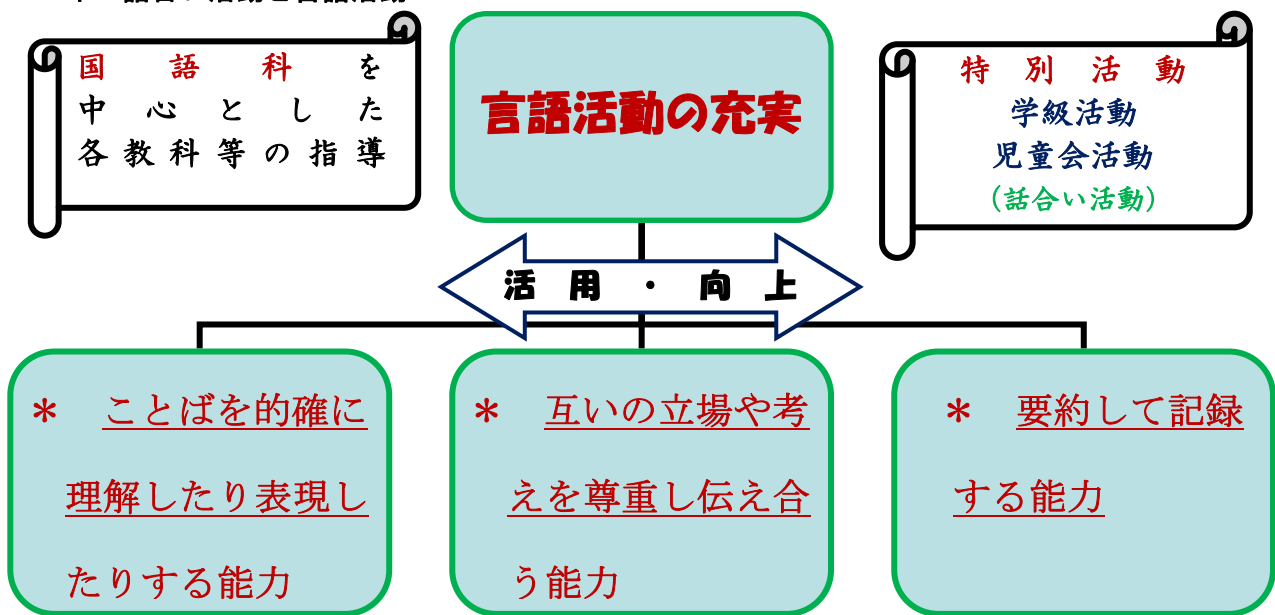 国語科を
中心とした
各教科等の指導
言語活動の充実
特別活動
学級活動
児童会活動
(話合い活動)
活用・向上
* ことばを的確に
理解したり表現し
たりする能力
* 互いの立場や考
えを尊重し伝え合
う能力
* 要約して記録
する能力